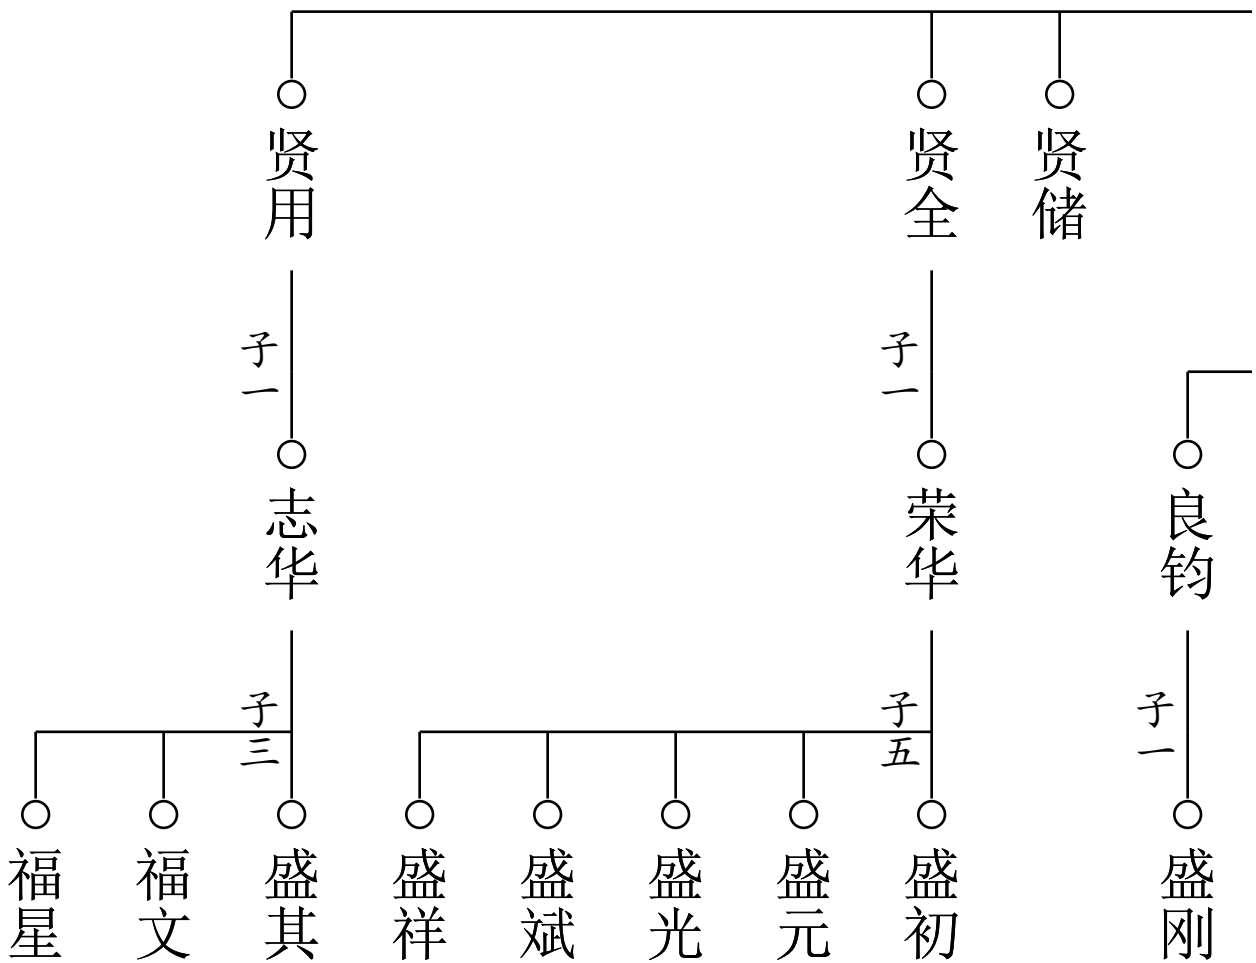 贤用
贤全
贤储
子一
子一
志华
荣华
良钧
子三
子五
子一
福星
福文
盛其
盛祥
盛斌
盛光
盛元
盛初
盛刚